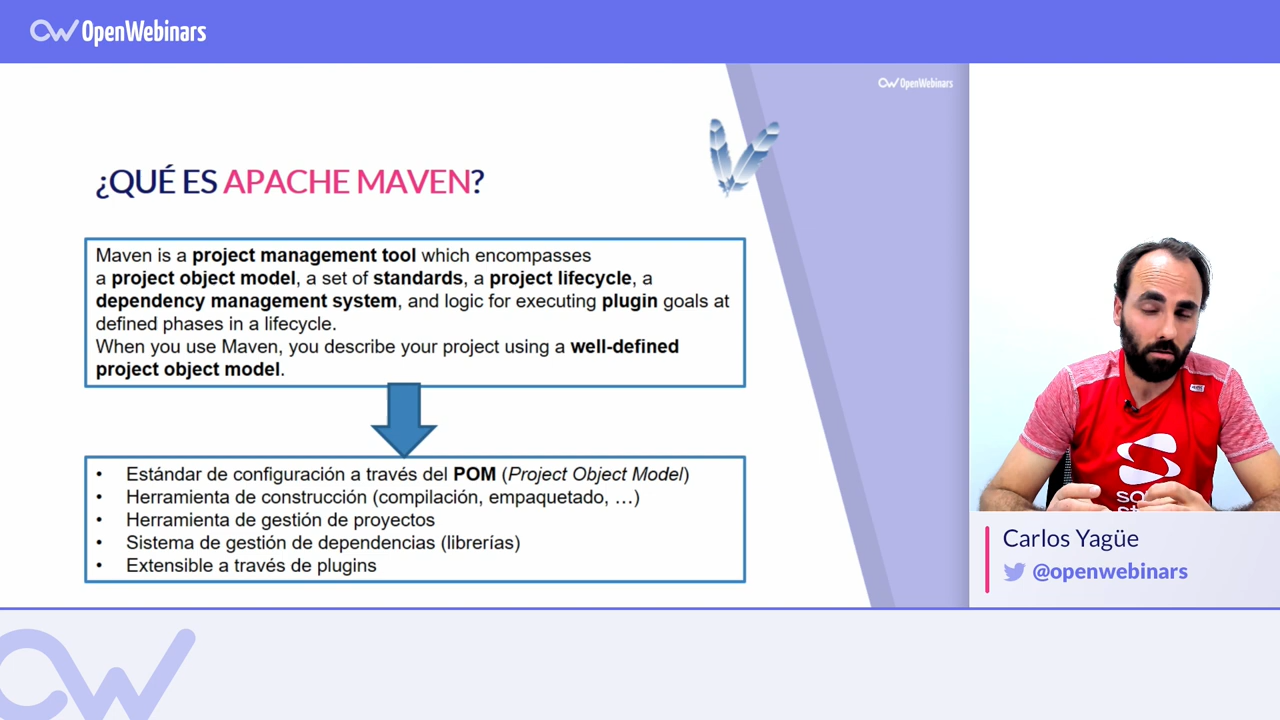 OpenWebinars
OpenWebinars
¿QUÉ ES APACHE MAVEN?
Maven is a project management tool which encompasses
a project object model, a set of standards, a project lifecycle, a
dependency management system, and logic for executing plugin goals at
defined phases in a lifecycle.
When you use Maven, you describe your project using a well-defined
project object model.
• Estándar de configuración a través del POM (Project Object Model)
• Herramienta de construcción (compilación, empaquetado, …)
• Herramienta de gestión de proyectos
• Sistema de gestión de dependencias (librerías)
• Extensible a través de plugins
Carlos Yagüe
@openwebinars